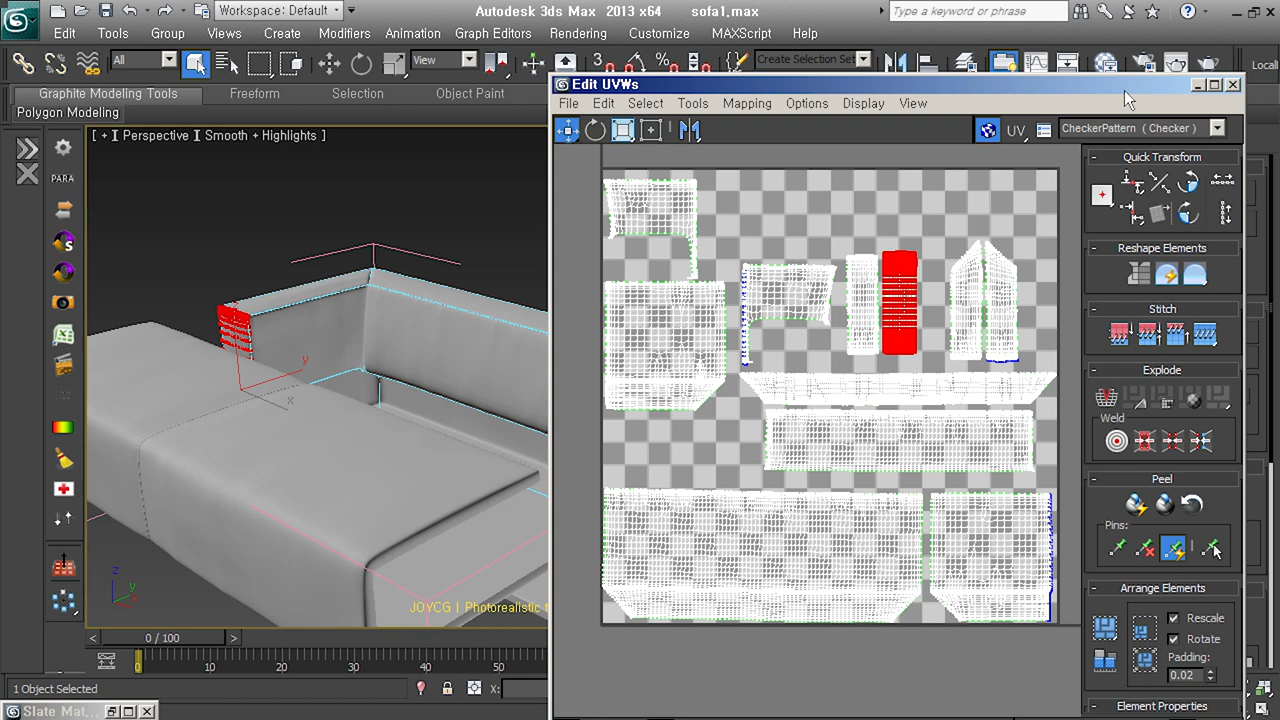 Workspace: Default
Autodesk 3ds Max 2013 x64
sofa1.max
Type a keyword or phrase
Edit
Tools
Group
Views
Create
Modifiers
Animation
Graph Editors
Rendering
Customize
MAXScript
Help
All
View
3
Create Selection Set
Locali
Graphite Modeling Tools
Freeform
Selection
Object Paint
Polygon Modeling
Edit UVWs
File
Edit
Select
Tools
Mapping
Options
Display
View
UV
CheckerPattern ( Checker )
[ + ] Perspective ] Smooth + Highlights ]
PARA
Quick Transform
Reshape Elements
Stitch
Explode
Weld
Peel
Pins:
Arrange Elements
Rescale
Rotate
Padding:
0.02
Element Properties
z
y
JOYCG | Photorealistic
0 / 100
0
10
20
30
40
50
1 Object Selected
X:
Slate Mat...